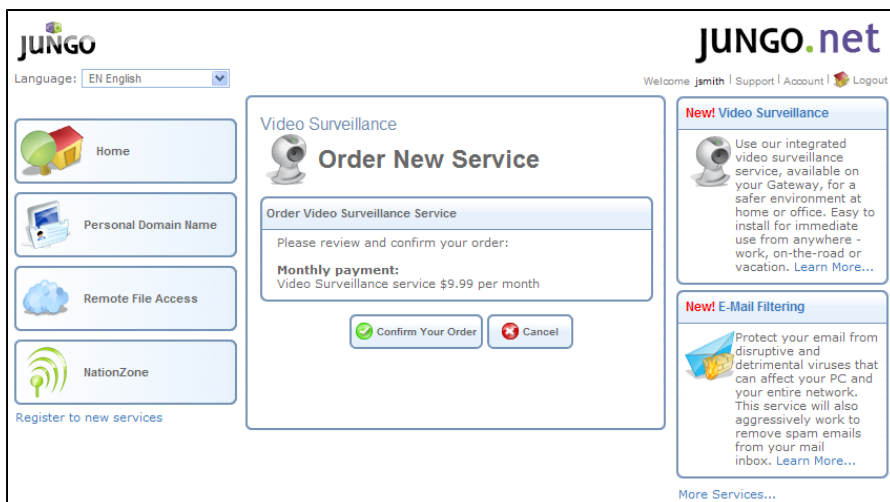 JUNGO
JUNGO.net
Language: EN English
Welcome jsmith | Support | Account | Logout
Home
Personal Domain Name
Remote File Access
NationZone
Register to new services
Video Surveillance
Order New Service
Order Video Surveillance Service
Please review and confirm your order:
Monthly payment:
Video Surveillance service $9.99 per month
Confirm Your Order
Cancel
New! Video Surveillance
Use our integrated
video surveillance
service, available on
your Gateway, for a
safer environment at
home or office. Easy to
install for immediate
use from anywhere -
work, on-the-road or
vacation. Learn More...
New! E-Mail Filtering
Protect your email from
disruptive and
detrimental viruses that
can affect your PC and
your entire network.
This service will also
aggressively work to
remove spam emails
from your mail
inbox. Learn More...
More Services...